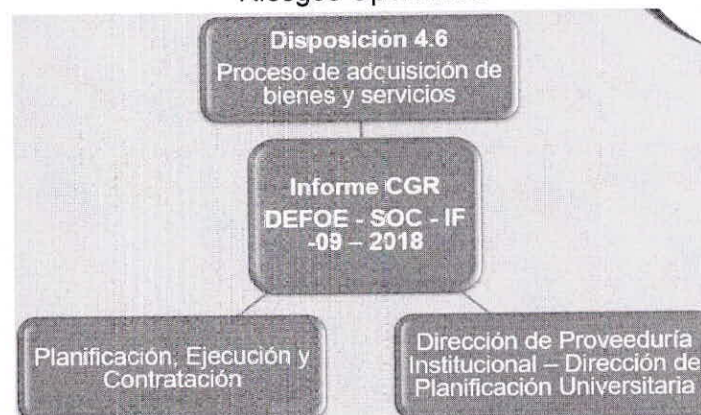 Disposición 4.6
Proceso de adquisición de
bienes y servicios
Informe CGR
DEFOE - SOC - IF
-09 – 2018
Planificación, Ejecución y
Contratación
Dirección de Proveeduría
Institucional – Dirección de
Planificación Universitaria